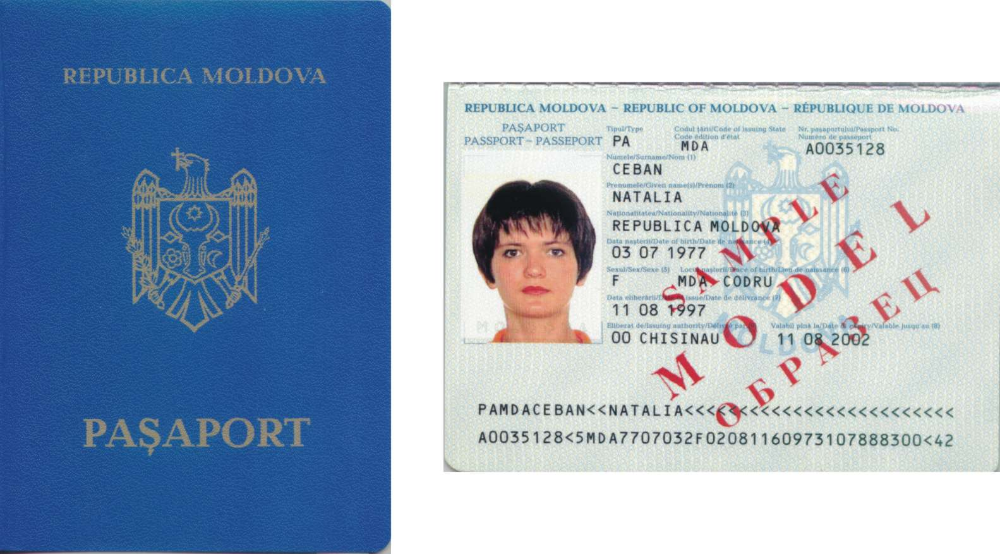 REPUBLICA MOLDOVA
PAŞAPORT
REPUBLICA MOLDOVA – REPUBLIC OF MOLDOVA – RÉPUBLIQUE DE MOLDOVA
PAŞAPORT
PASSPORT – PASSEPORT
Tipul/Type
PA
Codul ţării/Code of issuing State
Code édition d'état
MDA
Nr. paşaportului/Passport No.
Numéro de passeport
A0035128
Numele/Surname/Nom (1)
CEBAN
Prenumele/Given name(s)/Prénom (2)
NATALIA
Naţionalitatea/Nationality/Nationalité (3)
REPUBLICA MOLDOVA
Data naşterii/Date of birth/Date de naissance (4)
03 07 1977
Sexul/Sex/Sexe (5) Locul naşterii/Place of birth/Lieu de naissance (6)
F MDA CODRU
Data eliberării/Date of issue/Date de délivrance (7)
11 08 1997
Eliberat de/Issuing authority/Délivré par (9) Valabil pînă la/Date of expiry/Valable jusqu'au (8)
00 CHISINAU 11 08 2002
SAMPLE
MODEL
ОБРАЗЕЦ
MOLDOVA
PAMDACEBAN<<NATALIA<<<<<<<<<<<<<<<<<<<<<<<<<
A0035128<5MDA7707032F0208116097310788830​0<42